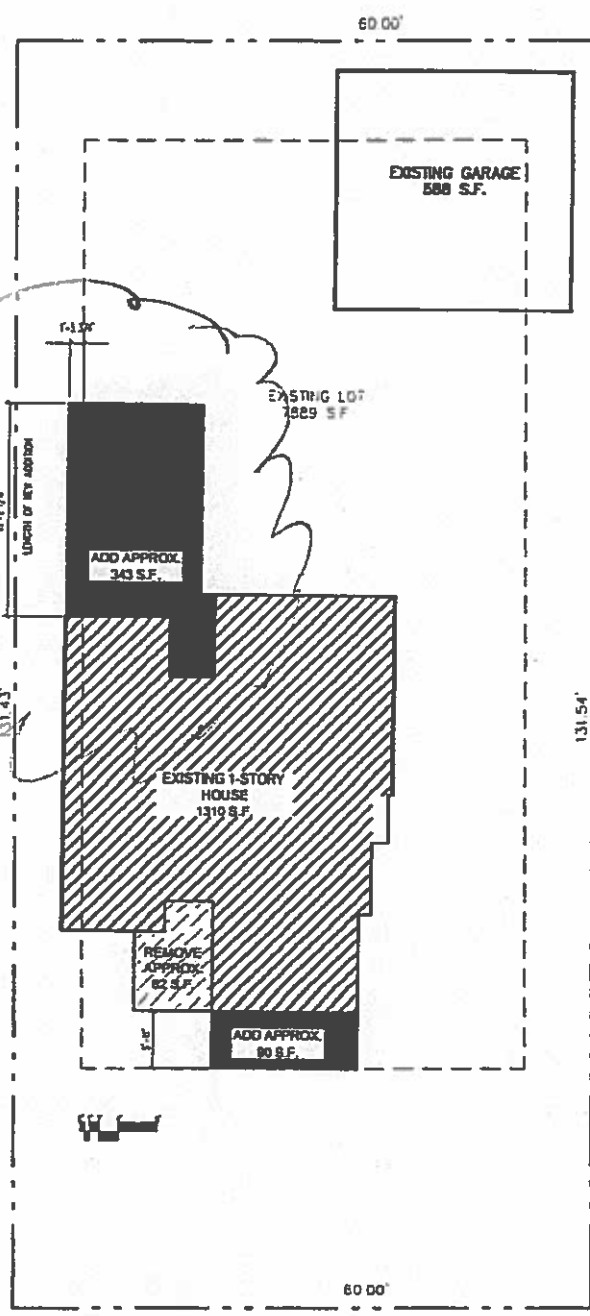 60.00'
EXISTING GARAGE
588 S.F.
EXISTING LOT
7889 S.F.
LENGTH OF NEW ADDITION
ADD APPROX.
343 S.F.
131.43'
131.54'
EXISTING 1-STORY
HOUSE
1310 S.F.
REMOVE
APPROX.
82 S.F.
ADD APPROX.
90 S.F.
60.00'